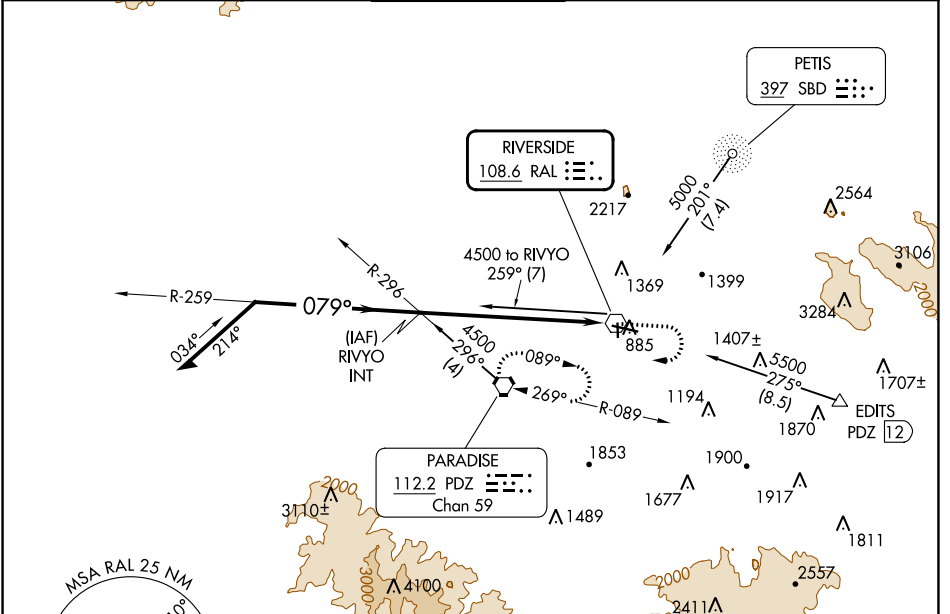 PETIS
397 SBD
RIVERSIDE
108.6 RAL
5000
201°
(7.4)
2564
2217
3106
2000
R-296
4500 to RIVYO
259° (7)
1369
1399
3284
R-259
079°
034°
214°
(IAF)
RIVYO
INT
4500
296°
(4)
885
1407±
5500
275°
(8.5)
1707±
089°
269°
R-089
1194
1870
EDITS
PDZ 12
PARADISE
112.2 PDZ
Chan 59
1853
1900
1677
1917
2000
3110±
1489
1811
MSA RAL 25 NM
3000
4100
2000
2557
2411